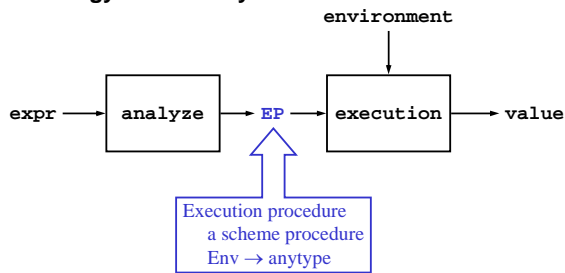 environment
expr
analyze
EP
execution
value
Execution procedure
a scheme procedure
Env → anytype